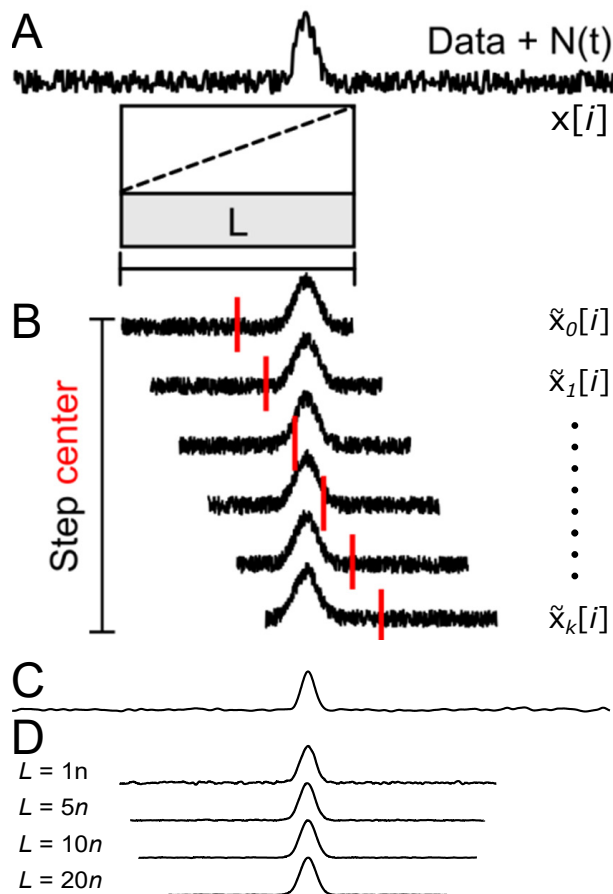 A
Data + N(t)
x[i]
L
B
x̃0[i]
x̃1[i]
Step center
x̃k[i]
C
D
L = 1n
L = 5n
L = 10n
L = 20n